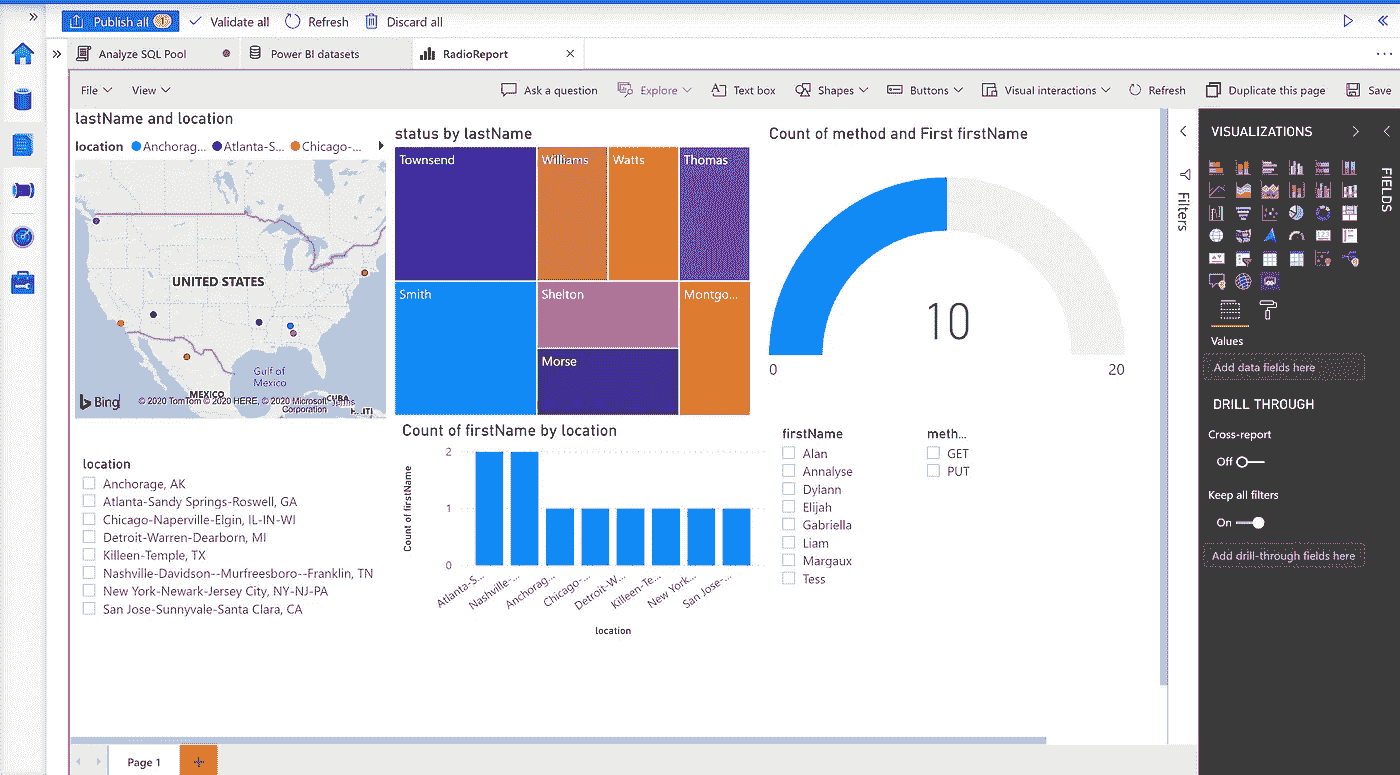 Publish all 1 Validate all Refresh Discard all
Analyze SQL Pool Power BI datasets RadioReport
File View Ask a question Explore Text box Shapes Buttons Visual interactions Refresh Duplicate this page Save
lastName and location
location Anchorag... Atlanta-S... Chicago-...
UNITED STATES
Gulf of
Mexico
MEXICO
CUBA
Bing
© 2020 TomTom © 2020 HERE, © 2020 Microsoft
Corporation Terms
status by lastName
Townsend
Williams
Watts
Thomas
Smith
Shelton
Montgo...
Morse
Count of method and First firstName
10
0
20
location
Anchorage, AK
Atlanta-Sandy Springs-Roswell, GA
Chicago-Naperville-Elgin, IL-IN-WI
Detroit-Warren-Dearborn, MI
Killeen-Temple, TX
Nashville-Davidson--Murfreesboro--Franklin, TN
New York-Newark-Jersey City, NY-NJ-PA
San Jose-Sunnyvale-Santa Clara, CA
Count of firstName by location
Count of firstName
2
1
0
Atlanta-S...
Nashville-...
Anchorag...
Chicago-...
Detroit-W...
Killeen-Te...
New York...
San Jose-...
location
firstName
Alan
Annalyse
Dylann
Elijah
Gabriella
Liam
Margaux
Tess
meth...
GET
PUT
Filters
VISUALIZATIONS
Values
Add data fields here
DRILL THROUGH
Cross-report
Off
Keep all filters
On
Add drill-through fields here
FIELDS
Page 1